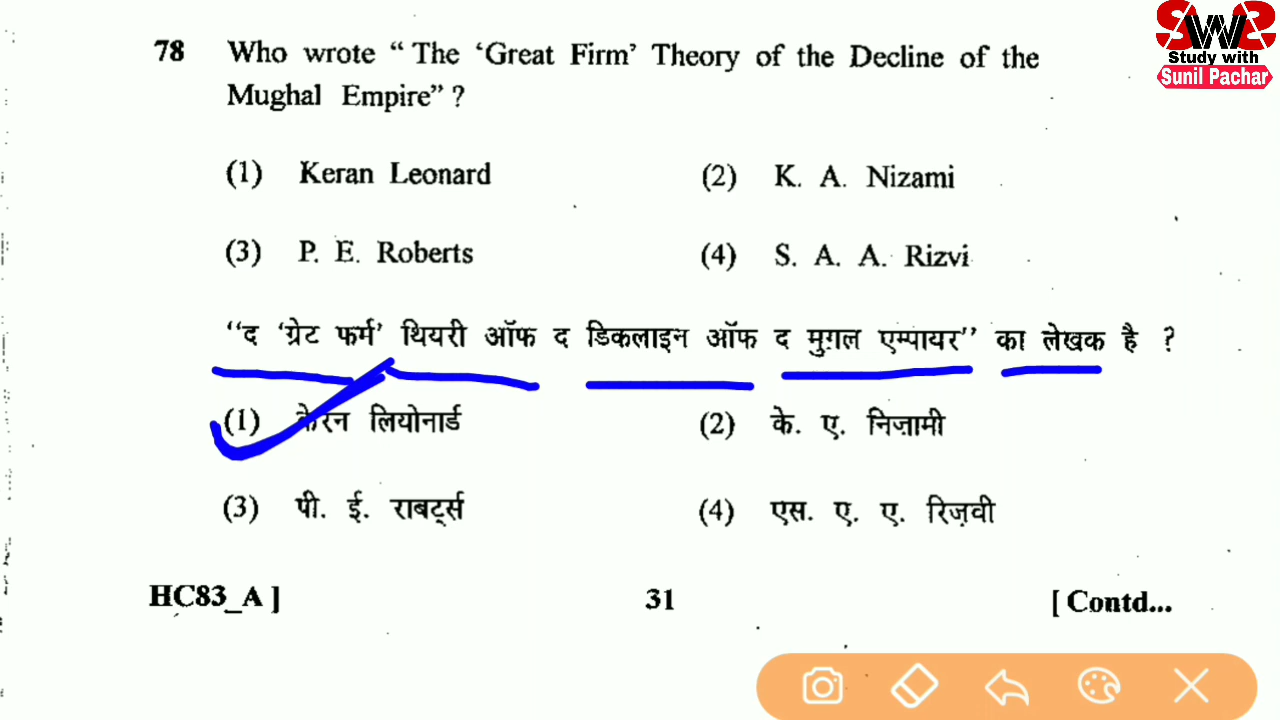 SWS
Study with
Sunil Pachar
78 Who wrote “ The ‘Great Firm’ Theory of the Decline of the
Mughal Empire” ?
(1) Keran Leonard (2) K. A. Nizami
(3) P. E. Roberts (4) S. A. A. Rizvi
‘‘द ‘ग्रेट फर्म’ थियरी ऑफ द डिकलाइन ऑफ द मुग़ल एम्पायर’’ का लेखक है ?
(1) केरन लियोनार्ड (2) के. ए. निज़ामी
(3) पी. ई. राबर्ट्स (4) एस. ए. ए. रिज़वी
HC83_A ] 31 [ Contd...